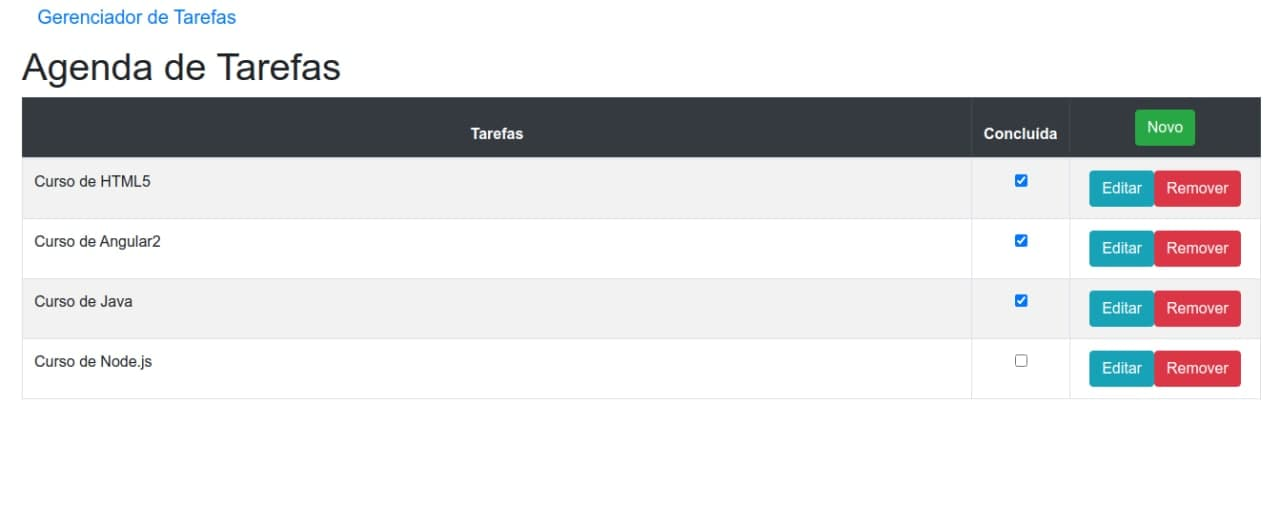 Gerenciador de Tarefas
Agenda de Tarefas
Tarefas Concluída Novo
Curso de HTML5 Editar Remover
Curso de Angular2 Editar Remover
Curso de Java Editar Remover
Curso de Node.js Editar Remover